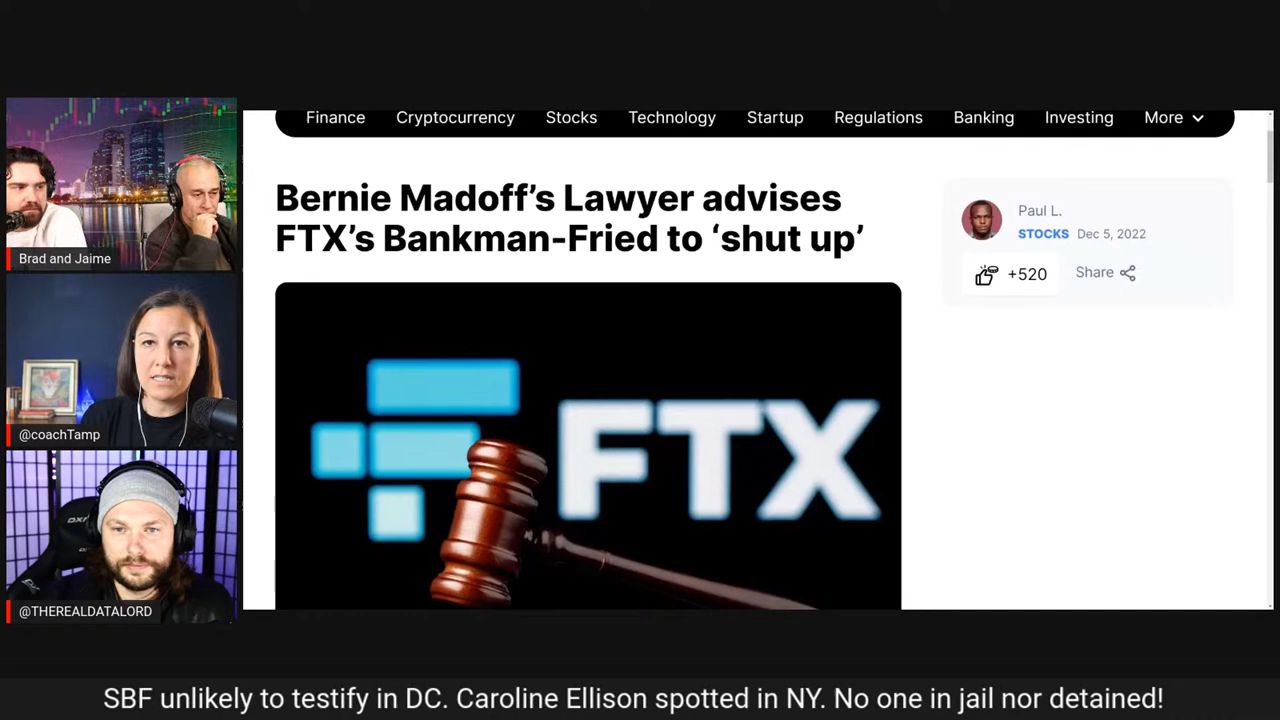 Finance Cryptocurrency Stocks Technology Startup Regulations Banking Investing More
Bernie Madoff’s Lawyer advises
FTX’s Bankman-Fried to ‘shut up’
Paul L.
STOCKS Dec 5, 2022
+520 Share
FTX
Brad and Jaime
@coachTamp
@THEREALDATALORD
SBF unlikely to testify in DC. Caroline Ellison spotted in NY. No one in jail nor detained!